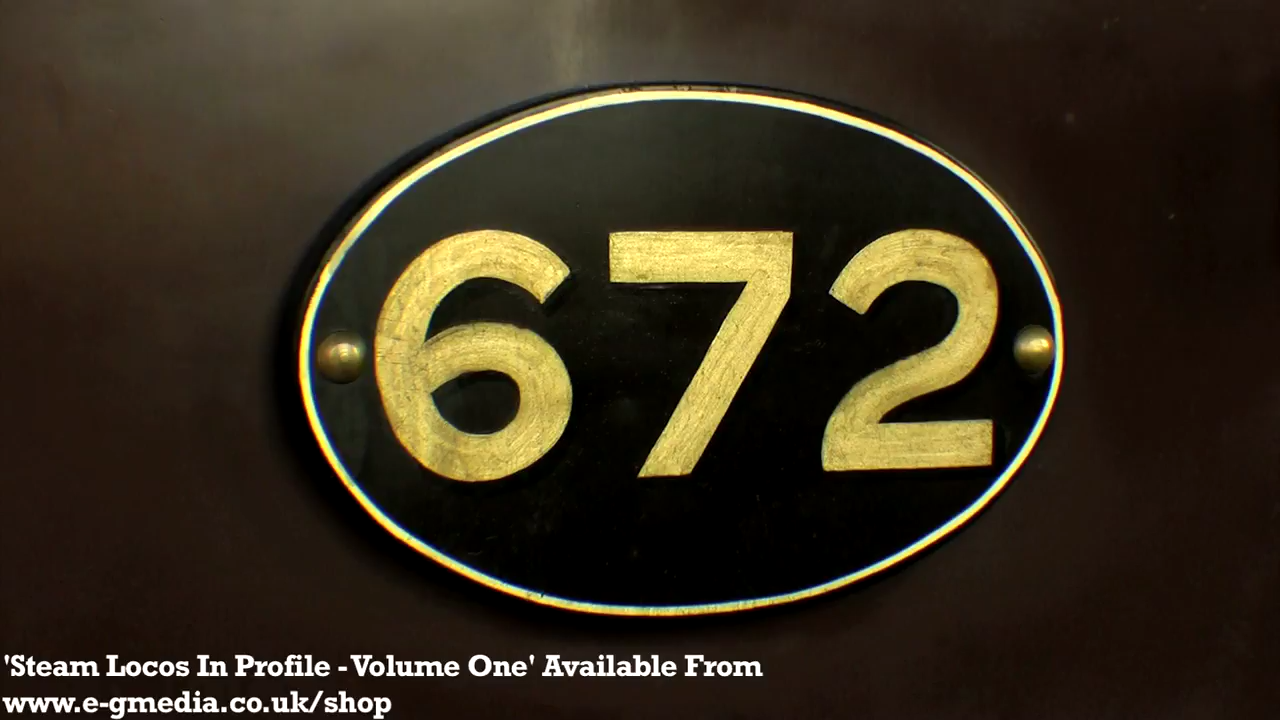 672
'Steam Locos In Profile - Volume One' Available From
www.e-gmedia.co.uk/shop